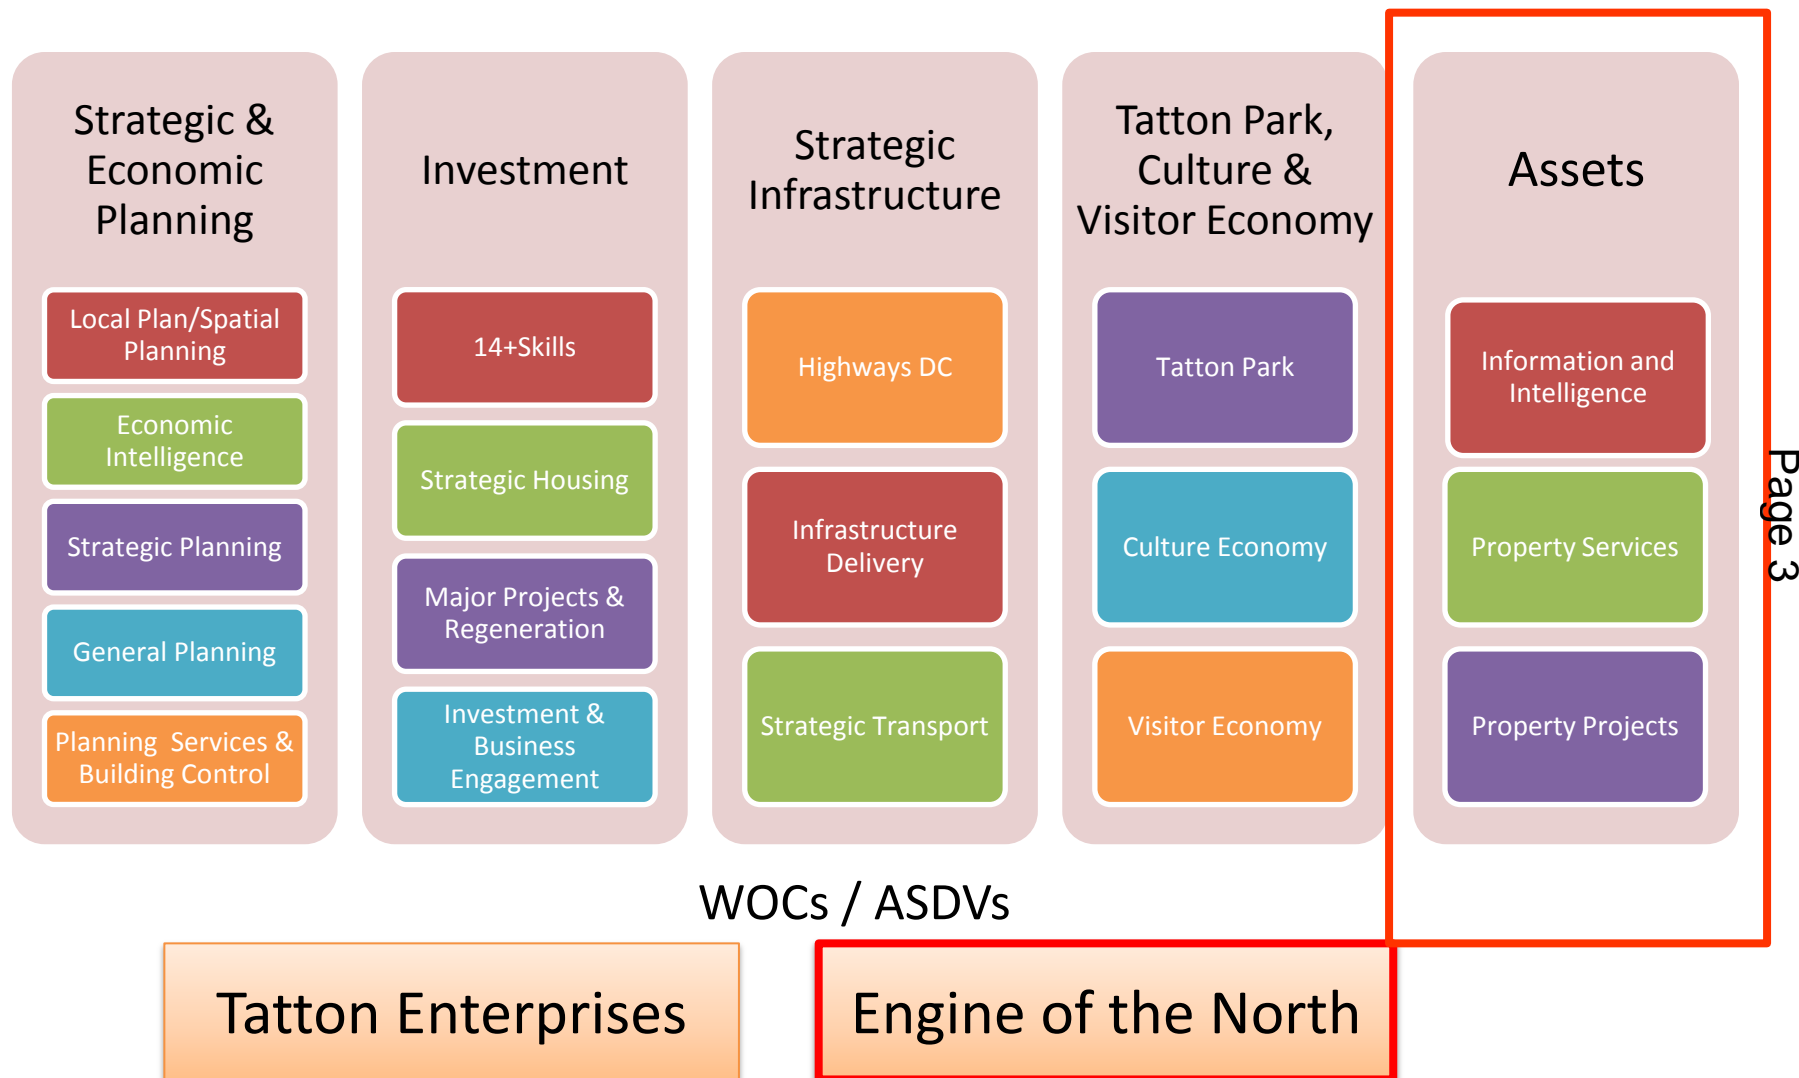 Strategic &
Economic
Planning
Local Plan/Spatial
Planning
Economic
Intelligence
Strategic Planning
General Planning
Planning  Services &
Building Control
Investment
14+Skills
Strategic Housing
Major Projects &
Regeneration
Investment &
Business
Engagement
Strategic
Infrastructure
Highways DC
Infrastructure
Delivery
Strategic Transport
Tatton Park,
Culture &
Visitor Economy
Tatton Park
Culture Economy
Visitor Economy
Assets
Information and
Intelligence
Property Services
Property Projects
Page 3
WOCs / ASDVs
Tatton Enterprises
Engine of the North